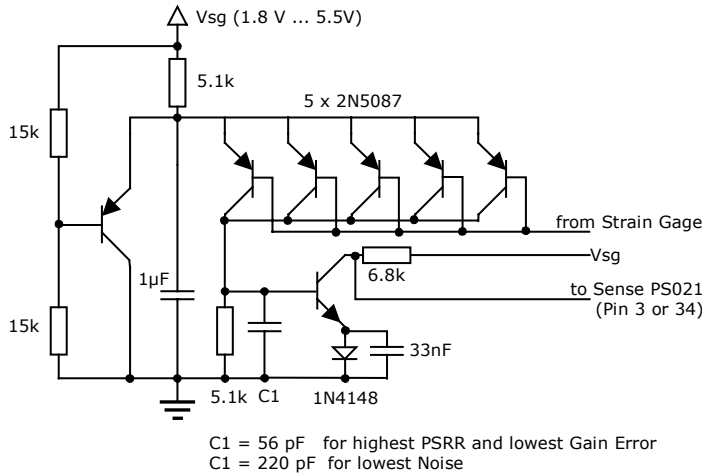 Vsg (1.8 V ... 5.5V)
5.1k
5 x 2N5087
15k
from Strain Gage
Vsg
6.8k
1µF
to Sense PS021
(Pin 3 or 34)
15k
33nF
5.1k
C1
1N4148
C1 = 56 pF for highest PSRR and lowest Gain Error
C1 = 220 pF for lowest Noise